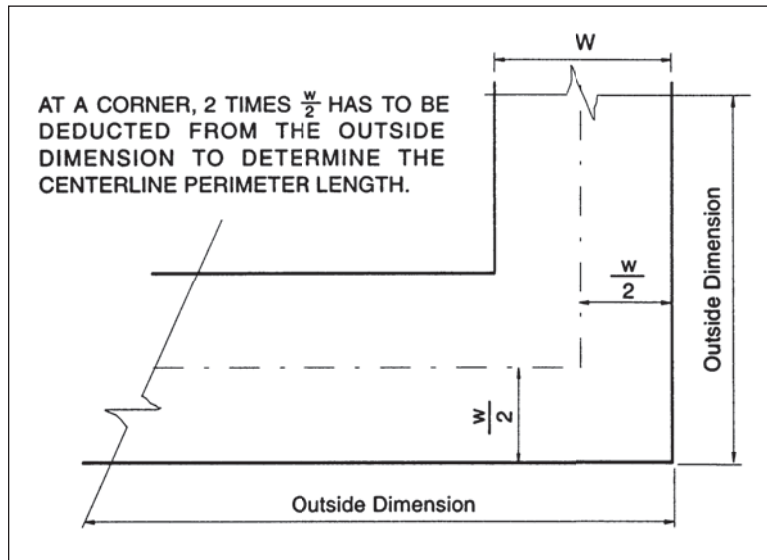 W
AT A CORNER, 2 TIMES w/2 HAS TO BE
DEDUCTED FROM THE OUTSIDE
DIMENSION TO DETERMINE THE
CENTERLINE PERIMETER LENGTH.
w/2
Outside Dimension
w/2
Outside Dimension